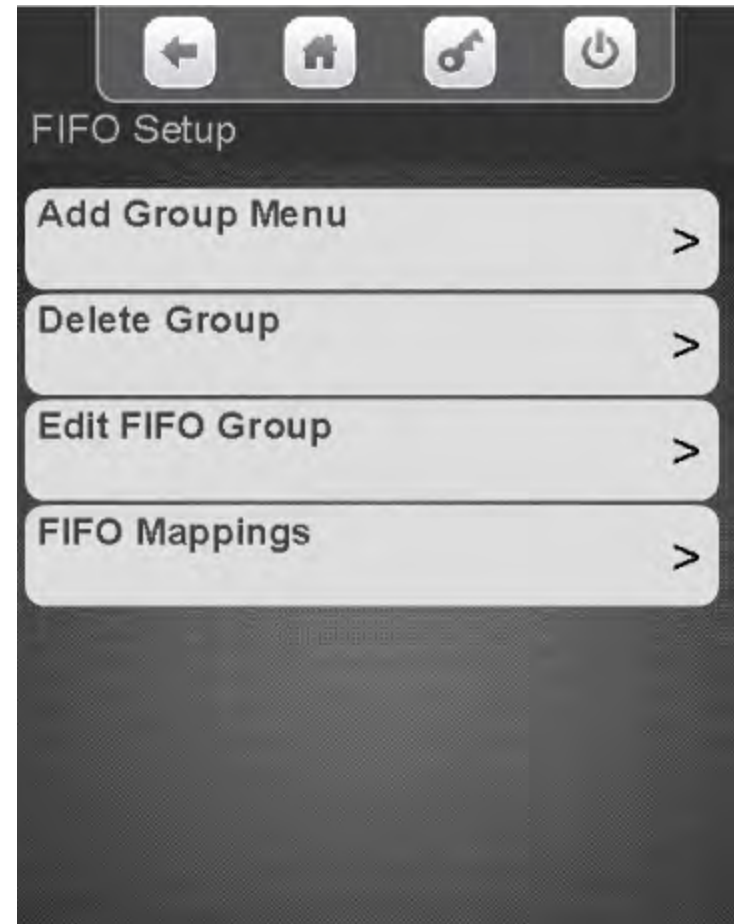 FIFO Setup
Add Group Menu
>
Delete Group
>
Edit FIFO Group
>
FIFO Mappings
>